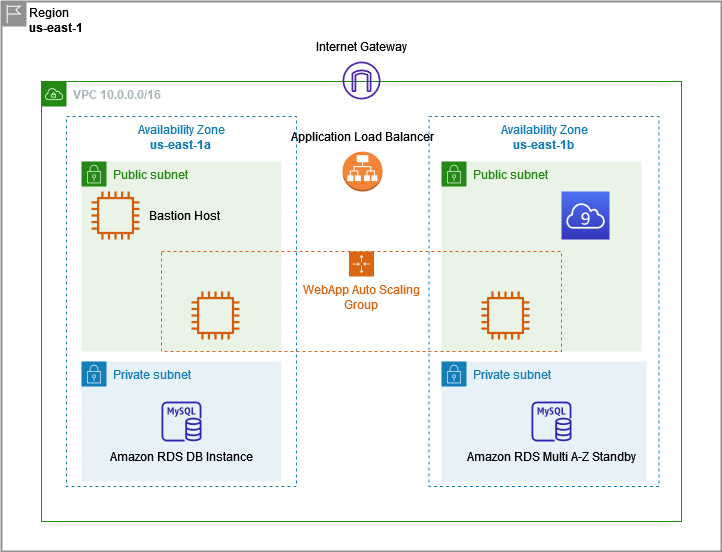 Region
us-east-1
Internet Gateway
VPC 10.0.0.0/16
Availability Zone
us-east-1a
Application Load Balancer
Availability Zone
us-east-1b
Public subnet
Public subnet
Bastion Host
9
WebApp Auto Scaling
Group
Private subnet
Private subnet
MySQL
MySQL
Amazon RDS DB Instance
Amazon RDS Multi A-Z Standby